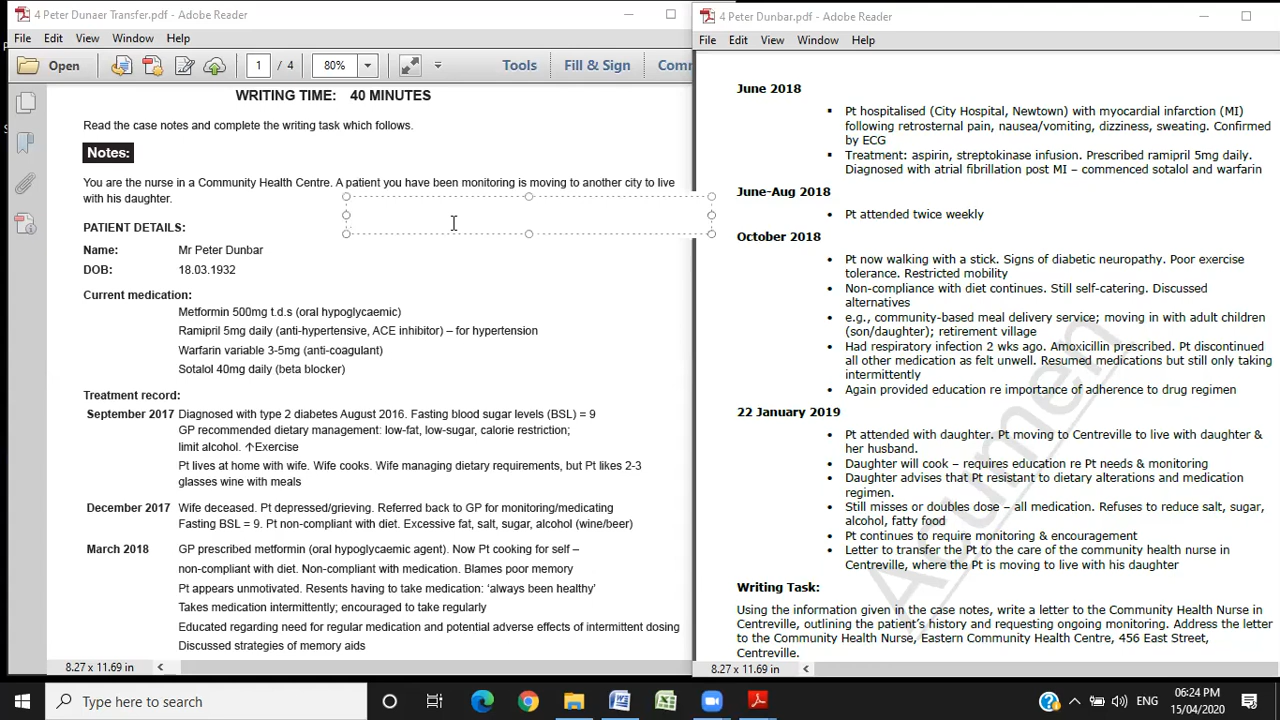 4 Peter Dunaer Transfer.pdf - Adobe Reader
File Edit View Window Help
Open 1 / 4 80% Tools Fill & Sign Comm
WRITING TIME: 40 MINUTES
Read the case notes and complete the writing task which follows.
Notes:
You are the nurse in a Community Health Centre. A patient you have been monitoring is moving to another city to live
with his daughter.
PATIENT DETAILS:
Name: Mr Peter Dunbar
DOB: 18.03.1932
Current medication:
Metformin 500mg t.d.s (oral hypoglycaemic)
Ramipril 5mg daily (anti-hypertensive, ACE inhibitor) – for hypertension
Warfarin variable 3-5mg (anti-coagulant)
Sotalol 40mg daily (beta blocker)
Treatment record:
September 2017 Diagnosed with type 2 diabetes August 2016. Fasting blood sugar levels (BSL) = 9
GP recommended dietary management: low-fat, low-sugar, calorie restriction;
limit alcohol. ↑Exercise
Pt lives at home with wife. Wife cooks. Wife managing dietary requirements, but Pt likes 2-3
glasses wine with meals
December 2017 Wife deceased. Pt depressed/grieving. Referred back to GP for monitoring/medicating
Fasting BSL = 9. Pt non-compliant with diet. Excessive fat, salt, sugar, alcohol (wine/beer)
March 2018 GP prescribed metformin (oral hypoglycaemic agent). Now Pt cooking for self –
non-compliant with diet. Non-compliant with medication. Blames poor memory
Pt appears unmotivated. Resents having to take medication: ‘always been healthy’
Takes medication intermittently; encouraged to take regularly
Educated regarding need for regular medication and potential adverse effects of intermittent dosing
Discussed strategies of memory aids
8.27 x 11.69 in
4 Peter Dunbar.pdf - Adobe Reader
File Edit View Window Help
June 2018
▪ Pt hospitalised (City Hospital, Newtown) with myocardial infarction (MI)
following retrosternal pain, nausea/vomiting, dizziness, sweating. Confirmed
by ECG
▪ Treatment: aspirin, streptokinase infusion. Prescribed ramipril 5mg daily.
Diagnosed with atrial fibrillation post MI – commenced sotalol and warfarin
June-Aug 2018
• Pt attended twice weekly
October 2018
• Pt now walking with a stick. Signs of diabetic neuropathy. Poor exercise
tolerance. Restricted mobility
• Non-compliance with diet continues. Still self-catering. Discussed
alternatives
• e.g., community-based meal delivery service; moving in with adult children
(son/daughter); retirement village
• Had respiratory infection 2 wks ago. Amoxicillin prescribed. Pt discontinued
all other medication as felt unwell. Resumed medications but still only taking
intermittently
• Again provided education re importance of adherence to drug regimen
22 January 2019
• Pt attended with daughter. Pt moving to Centreville to live with daughter &
her husband.
• Daughter will cook – requires education re Pt needs & monitoring
• Daughter advises that Pt resistant to dietary alterations and medication
regimen.
• Still misses or doubles dose – all medication. Refuses to reduce salt, sugar,
alcohol, fatty food
• Pt continues to require monitoring & encouragement
• Letter to transfer the Pt to the care of the community health nurse in
Centreville, where the Pt is moving to live with his daughter
Writing Task:
Using the information given in the case notes, write a letter to the Community Health Nurse in
Centreville, outlining the patient's history and requesting ongoing monitoring. Address the letter
to the Community Health Nurse, Eastern Community Health Centre, 456 East Street,
Centreville.
Acumen
8.27 x 11.69 in
Type here to search
ENG
06:24 PM
15/04/2020